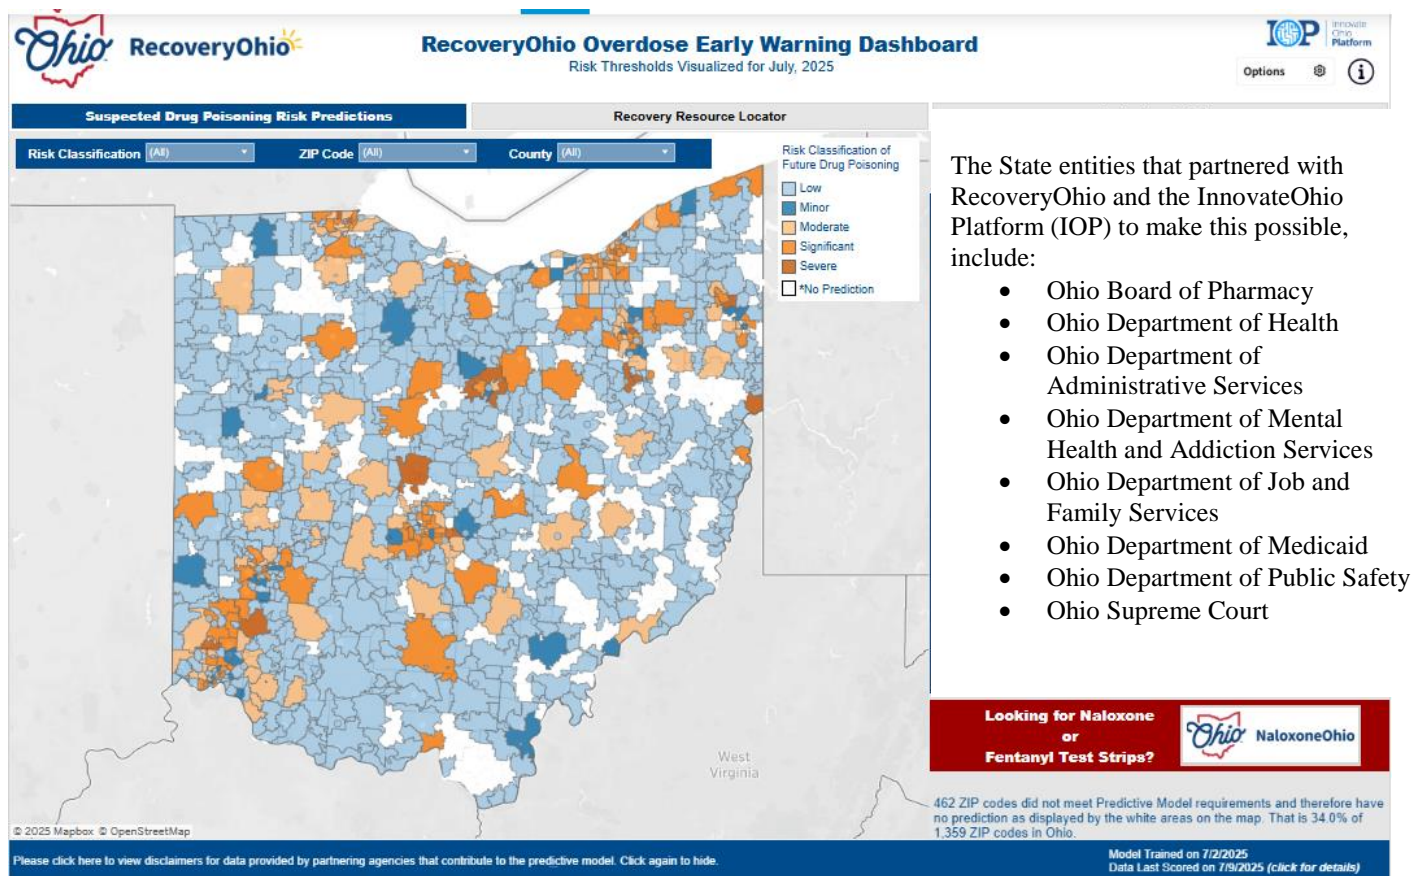 Ohio
RecoveryOhio
RecoveryOhio Overdose Early Warning Dashboard
Risk Thresholds Visualized for July, 2025
IOP
Innovate
Ohio
Platform
Options
i
Suspected Drug Poisoning Risk Predictions
Recovery Resource Locator
Risk Classification (All)
ZIP Code (All)
County (All)
Risk Classification of
Future Drug Poisoning
Low
Minor
Moderate
Significant
Severe
*No Prediction
The State entities that partnered with
RecoveryOhio and the InnovateOhio
Platform (IOP) to make this possible,
include:
• Ohio Board of Pharmacy
• Ohio Department of Health
• Ohio Department of
Administrative Services
• Ohio Department of Mental
Health and Addiction Services
• Ohio Department of Job and
Family Services
• Ohio Department of Medicaid
• Ohio Department of Public Safety
• Ohio Supreme Court
West
Virginia
Looking for Naloxone
or
Fentanyl Test Strips?
Ohio
NaloxoneOhio
462 ZIP codes did not meet Predictive Model requirements and therefore have
no prediction as displayed by the white areas on the map. That is 34.0% of
1,359 ZIP codes in Ohio.
© 2025 Mapbox © OpenStreetMap
Please click here to view disclaimers for data provided by partnering agencies that contribute to the predictive model. Click again to hide.
Model Trained on 7/2/2025
Data Last Scored on 7/9/2025 (click for details)